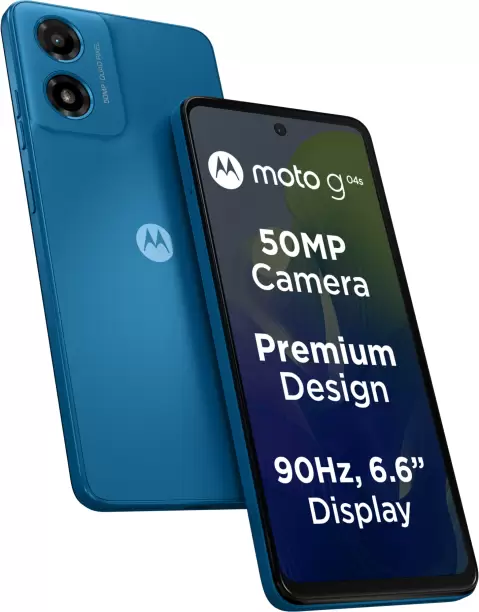 50MP QUAD PIXEL
moto g04s
50MP
Camera
Premium
Design
90Hz, 6.6”
Display